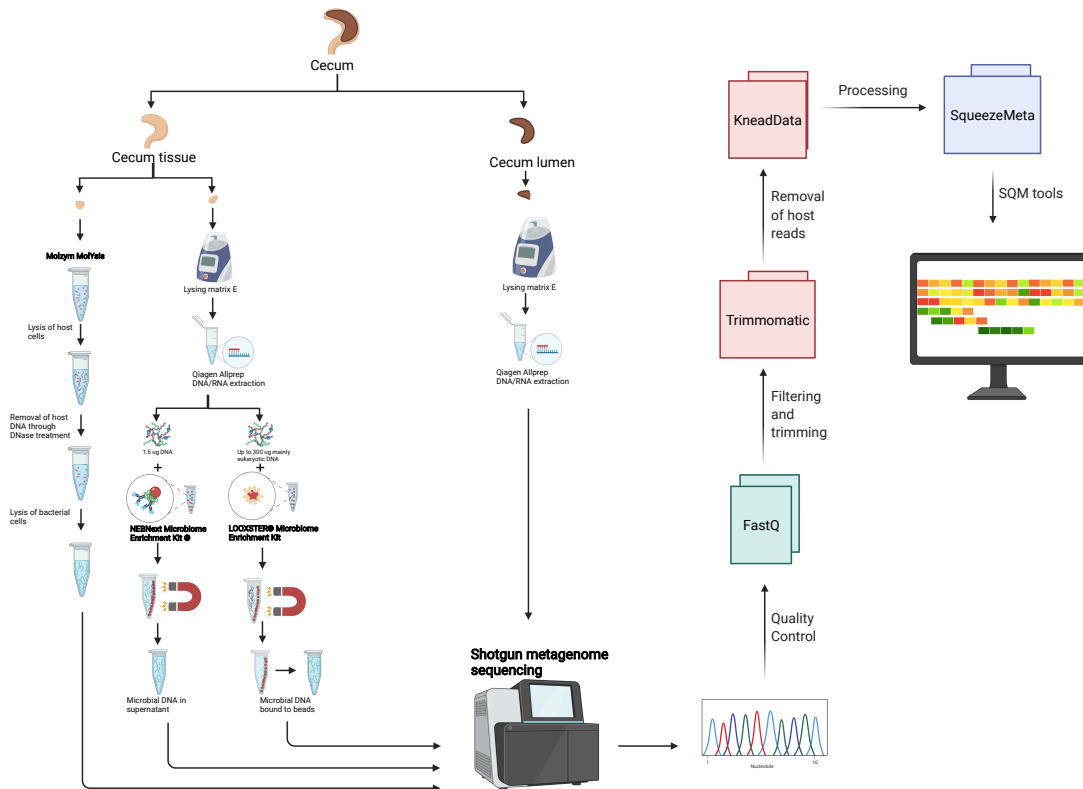 Cecum
Cecum tissue
Cecum lumen
Molzym MolYsis
Lysis of host
cells
Removal of host
DNA through
DNase treatment
Lysis of bacterial
cells
Lysing matrix E
Qiagen Allprep
DNA/RNA extraction
1.5 ug DNA
+
NEBNext Microbiome
Enrichment Kit ®
Microbial DNA in
supernatant
Up to 300 ug mainly
eukaryotic DNA
+
LOOXSTER® Microbiome
Enrichment Kit
Microbial DNA
bound to beads
Lysing matrix E
Qiagen Allprep
DNA/RNA extraction
Shotgun metagenome
sequencing
1
10
Nucleotide
Quality
Control
FastQ
Filtering
and
trimming
Trimmomatic
Removal
of host
reads
KneadData
Processing
SqueezeMeta
SQM tools